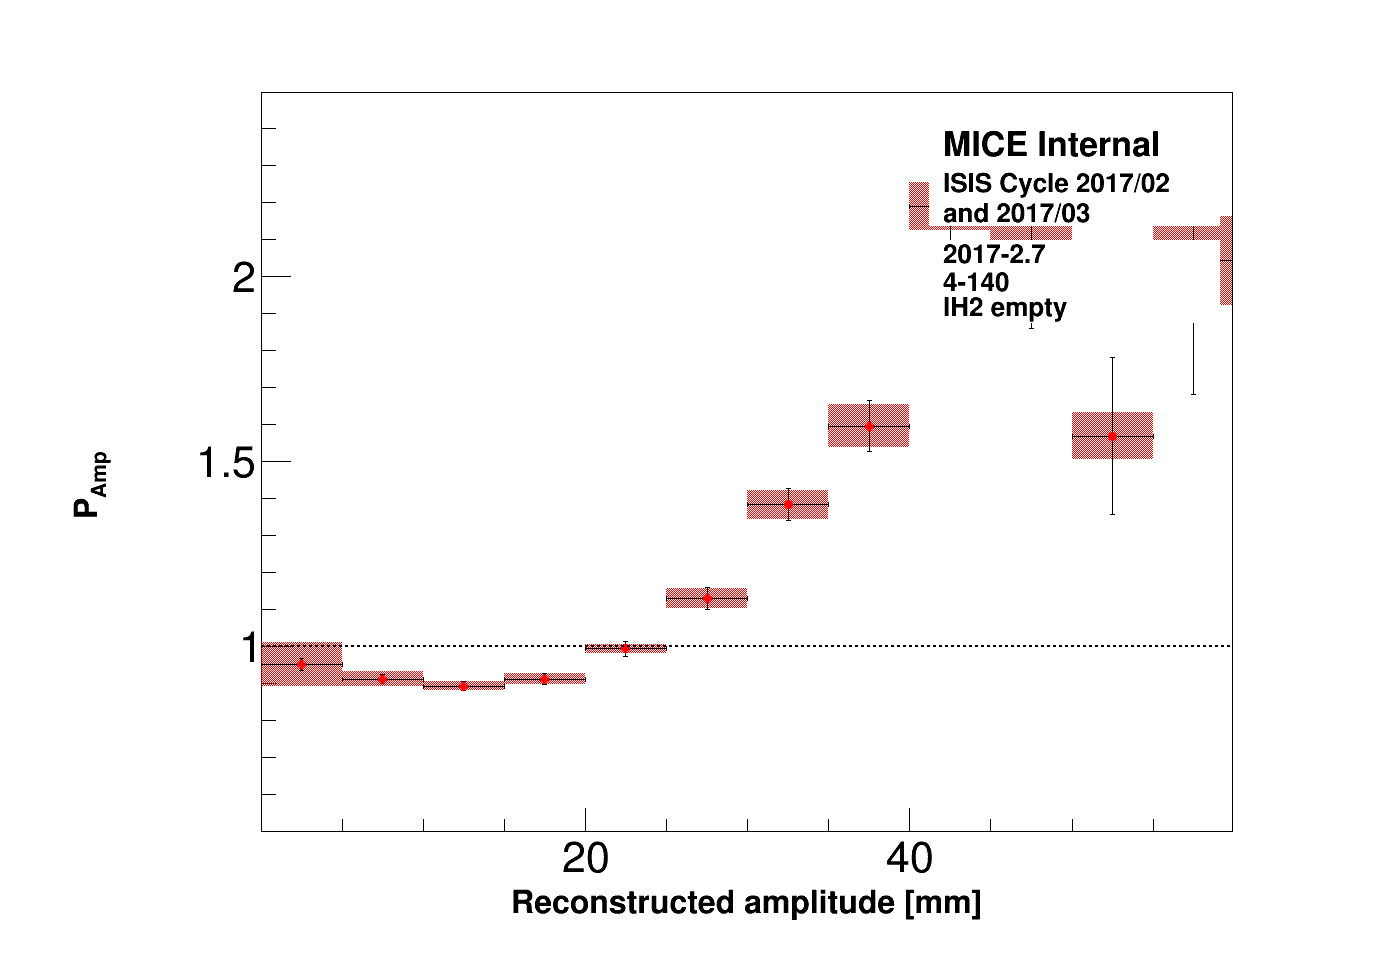 MICE Internal
ISIS Cycle 2017/02
and 2017/03
2017-2.7
4-140
lH2 empty
2
1.5
1
P_Amp
20
40
Reconstructed amplitude [mm]